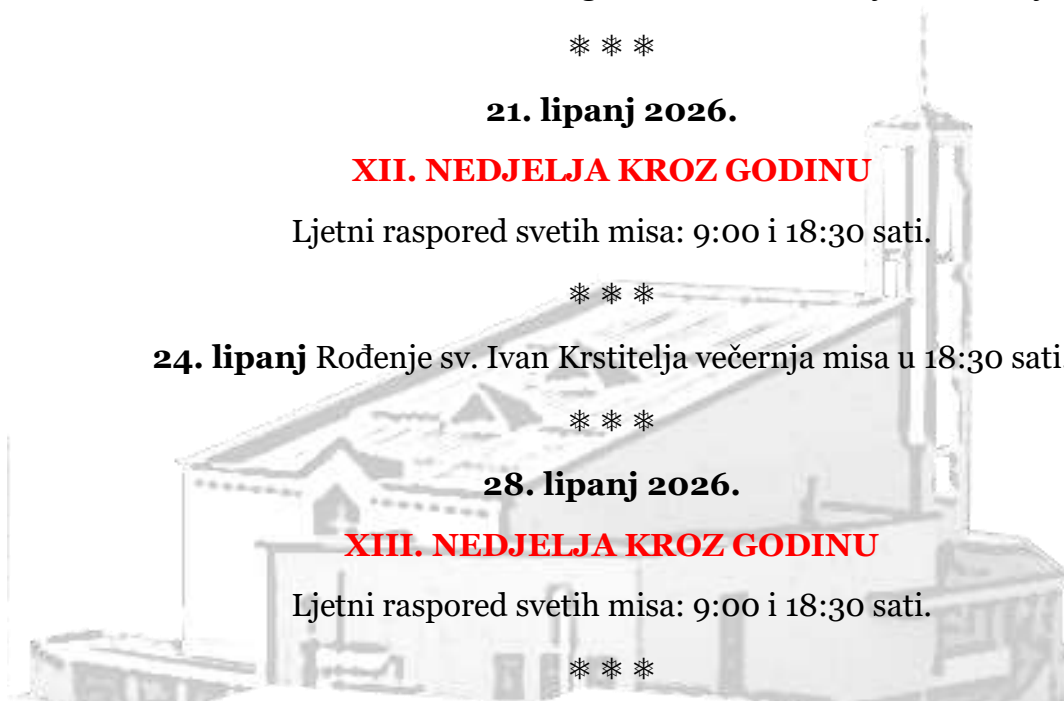 ❄ ❄ ❄
21. lipanj 2026.
XII. NEDJELJA KROZ GODINU
Ljetni raspored svetih misa: 9:00 i 18:30 sati.
❄ ❄ ❄
24. lipanj Rođenje sv. Ivan Krstitelja večernja misa u 18:30 sati
❄ ❄ ❄
28. lipanj 2026.
XIII. NEDJELJA KROZ GODINU
Ljetni raspored svetih misa: 9:00 i 18:30 sati.
❄ ❄ ❄